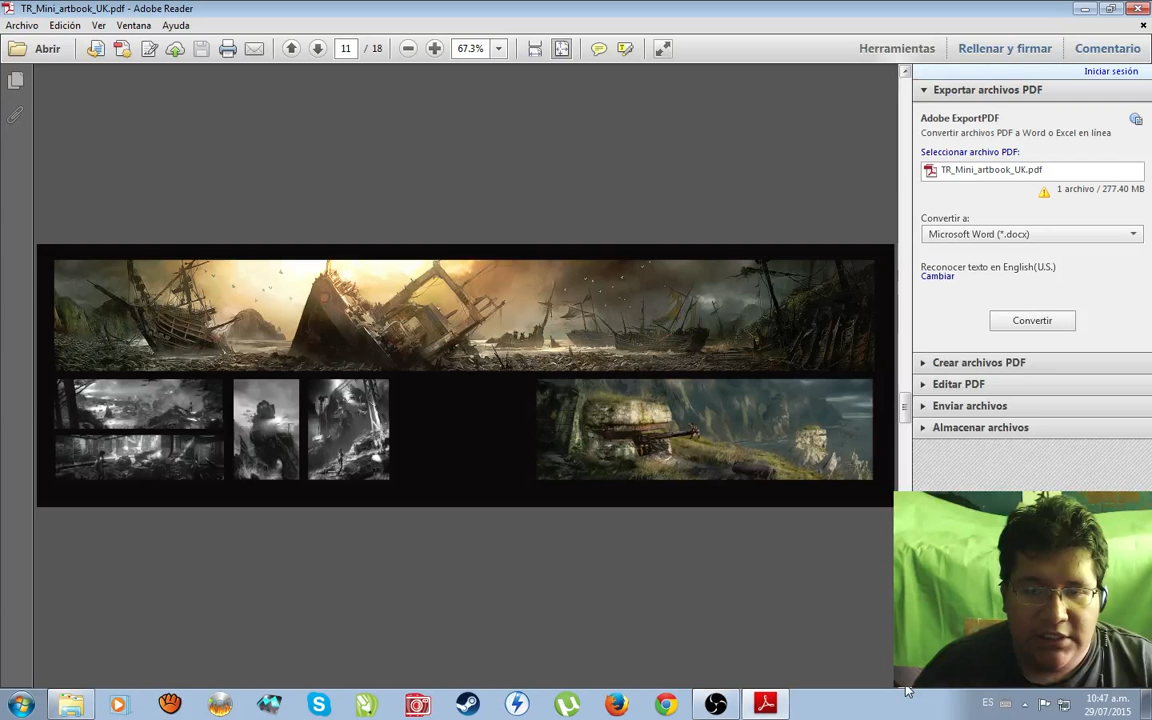 TR_Mini_artbook_UK.pdf - Adobe Reader
Archivo Edición Ver Ventana Ayuda
Abrir 11 / 18 67.3% Herramientas Rellenar y firmar Comentario
Iniciar sesión
Exportar archivos PDF
Adobe ExportPDF
Convertir archivos PDF a Word o Excel en línea
Seleccionar archivo PDF:
TR_Mini_artbook_UK.pdf
1 archivo / 277.40 MB
Convertir a:
Microsoft Word (*.docx)
Reconocer texto en English(U.S.)
Cambiar
Convertir
Crear archivos PDF
Editar PDF
Enviar archivos
Almacenar archivos
ES
10:47 a.m.
29/07/2015